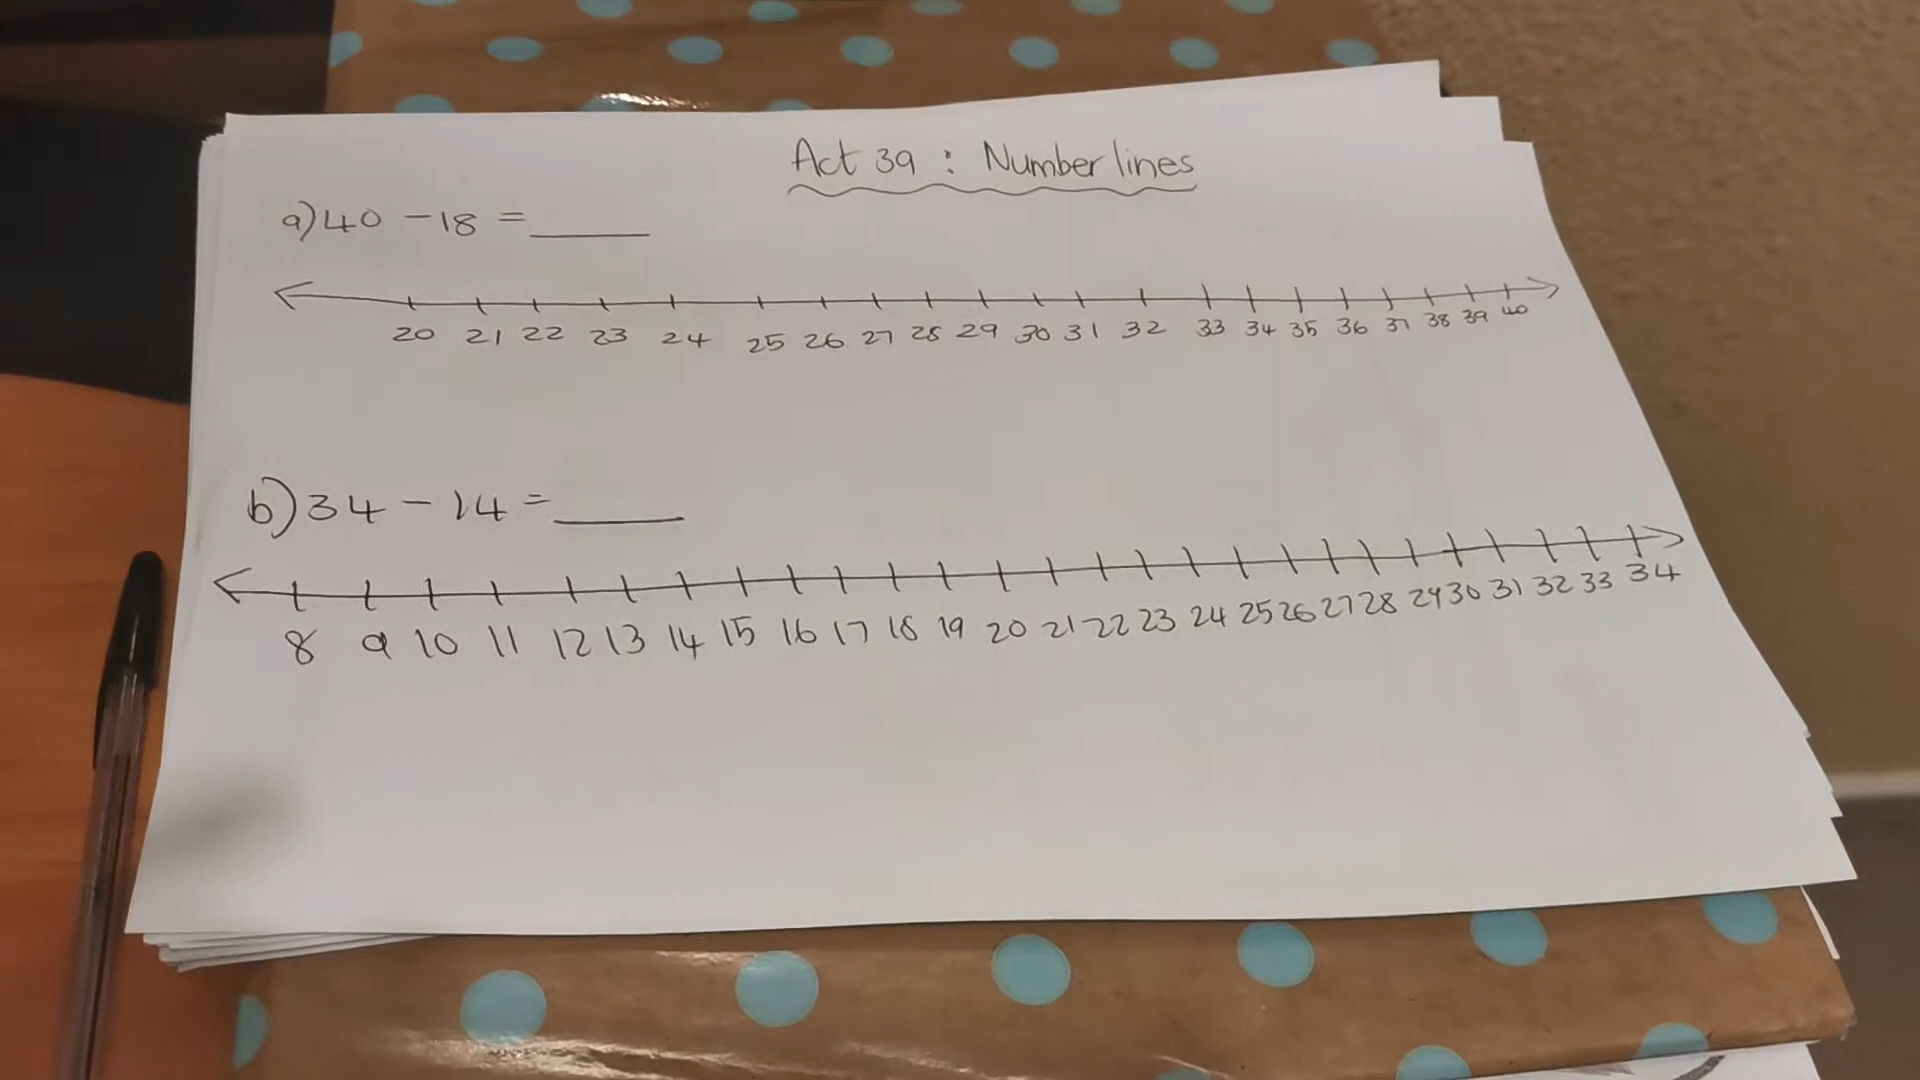 Act 39 : Number lines
a) 40 - 18 = _____
20 21 22 23 24 25 26 27 28 29 30 31 32 33 34 35 36 37 38 39 40
b) 34 - 14 = _____
8 9 10 11 12 13 14 15 16 17 18 19 20 21 22 23 24 25 26 27 28 29 30 31 32 33 34